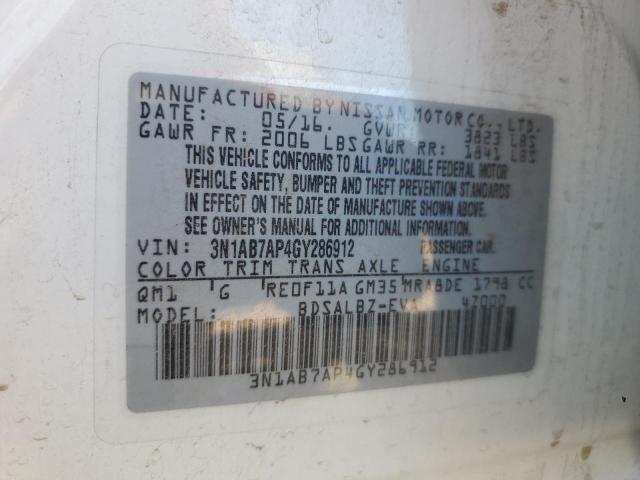 MANUFACTURED BY NISSAN MOTOR CO., LTD.
DATE: 05/16. GVWR: 3823 LBS
GAWR FR: 2006 LBS GAWR RR: 1841 LBS
THIS VEHICLE CONFORMS TO ALL APPLICABLE FEDERAL MOTOR
VEHICLE SAFETY, BUMPER AND THEFT PREVENTION STANDARDS
IN EFFECT ON THE DATE OF MANUFACTURE SHOWN ABOVE.
SEE OWNER'S MANUAL FOR ADDITIONAL INFORMATION.
VIN: 3N1AB7AP4GY286912 PASSENGER CAR.
COLOR TRIM TRANS AXLE ENGINE
QM1 'G 'RE0F11A GM35 'MRA8DE 1798 CC
MODEL: BDSALBZ-EVA 47000
3N1AB7AP4GY286912